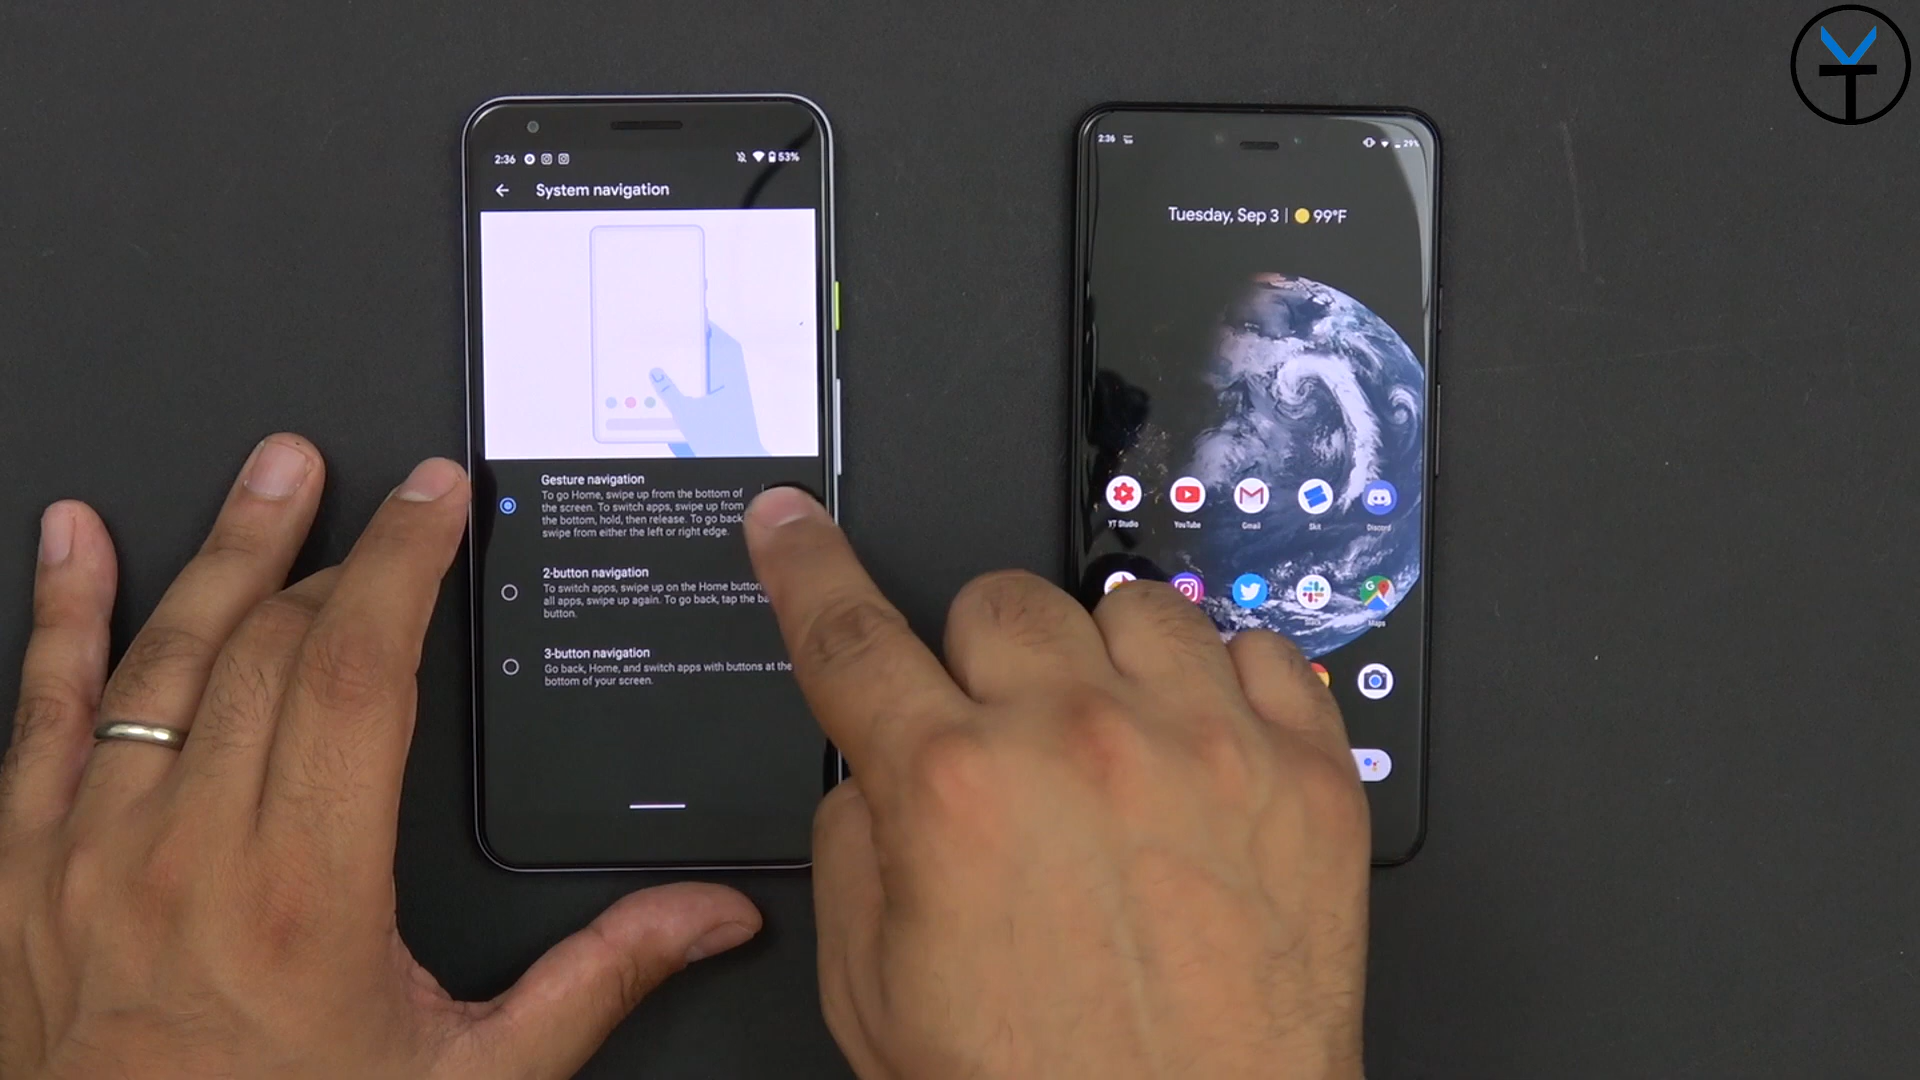 2:36
53%
System navigation
Gesture navigation
To go Home, swipe up from the bottom of
the screen. To switch apps, swipe up from
the bottom, hold, then release. To go back,
swipe from either the left or right edge.
2-button navigation
To switch apps, swipe up on the Home button
all apps, swipe up again. To go back, tap the
button.
3-button navigation
Go back, Home, and switch apps with buttons at the
bottom of your screen.
2:36
29%
Tuesday, Sep 3 | 99°F
YT Studio
YouTube
Gmail
Skit
Discord
Slack
Maps